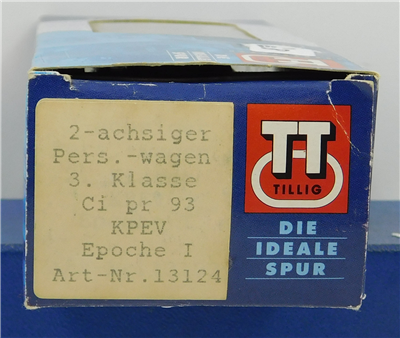 2-achsiger
Pers.-wagen
3. Klasse
Ci pr 93
KPEV
Epoche I
Art-Nr.13124
TT
TILLIG
DIE
IDEALE
SPUR